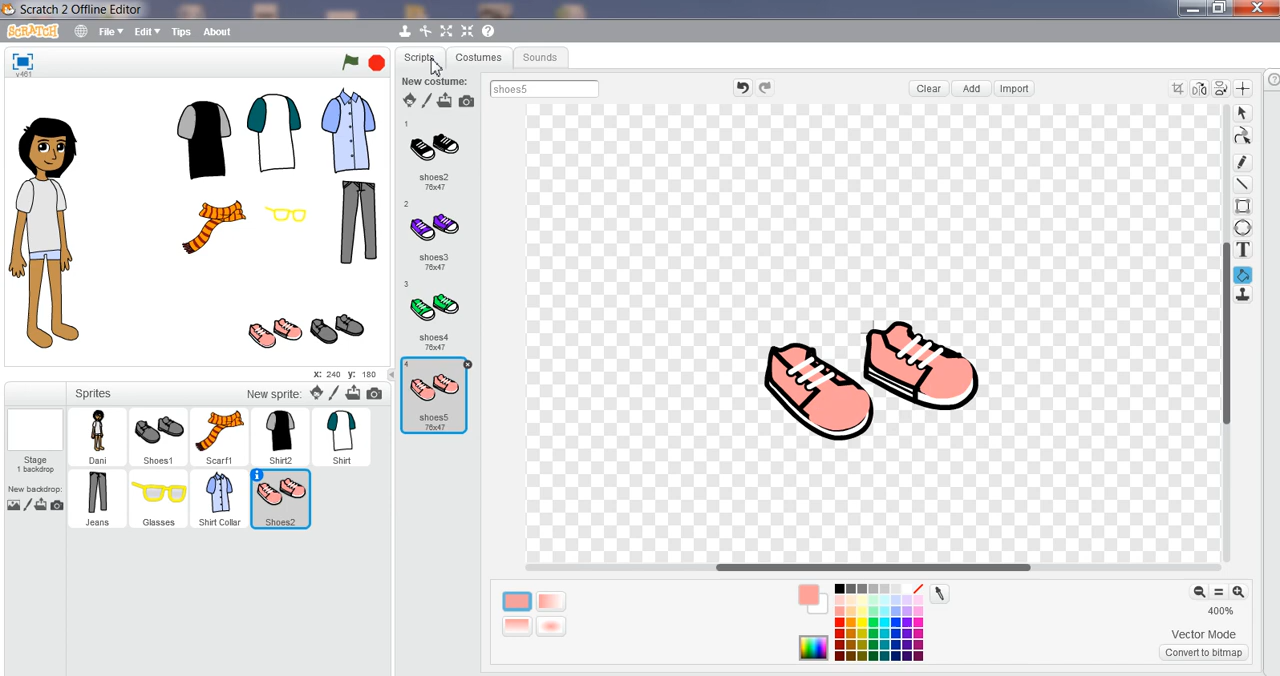 Scratch 2 Offline Editor
SCRATCH File Edit Tips About
v461
Scripts Costumes Sounds
New costume:
shoes5
Clear Add Import
1
shoes2
76x47
2
shoes3
76x47
3
shoes4
76x47
4
shoes5
76x47
x: 240 y: 180
Sprites New sprite:
Stage
1 backdrop
New backdrop:
Dani Shoes1 Scarf1 Shirt2 Shirt
Jeans Glasses Shirt Collar Shoes2
T
400%
Vector Mode
Convert to bitmap